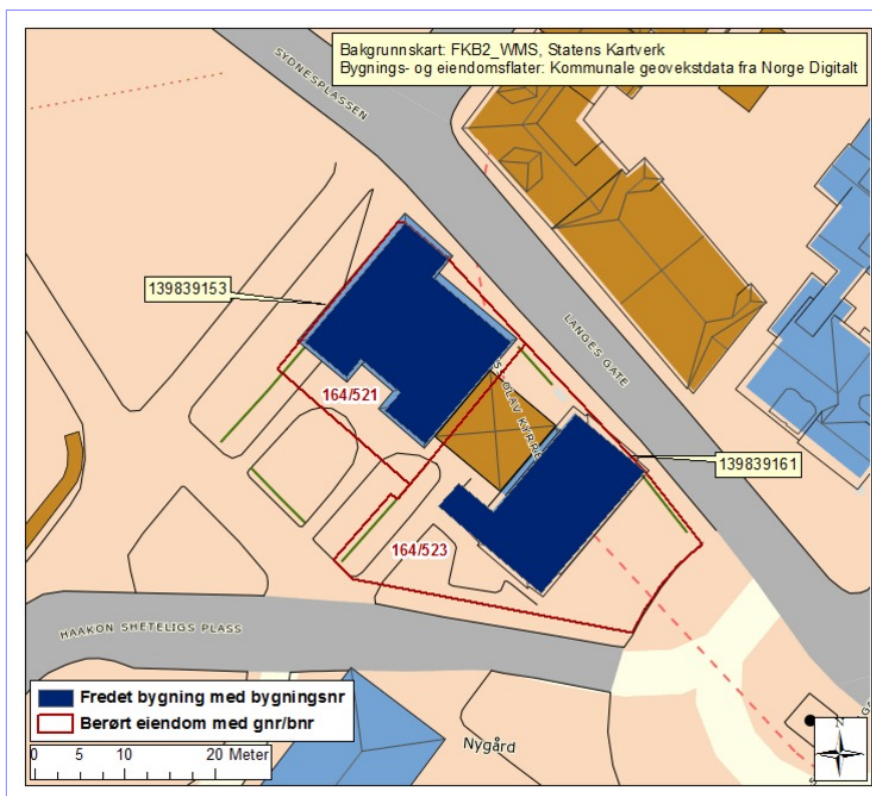 Bakgrunnskart: FKB2_WMS, Statens Kartverk
Bygnings- og eiendomsflater: Kommunale geovekstdata fra Norge Digitalt
SYDNESPLASSEN
139839153
LANGES GATE
164/521
OLAV KYRRE
139839161
164/523
HAAKON SHETELIGS PLASS
Fredet bygning med bygningsnr
Berørt eiendom med gnr/bnr
0 5 10 20 Meter
Nygård
N